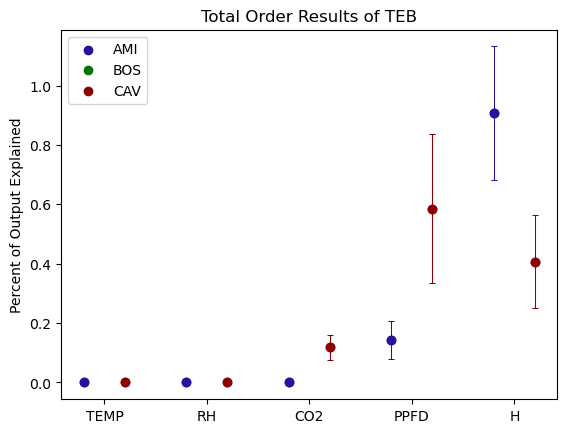 Total Order Results of TEB
AMI
BOS
CAV
Percent of Output Explained
1.0
0.8
0.6
0.4
0.2
0.0
TEMP RH CO2 PPFD H